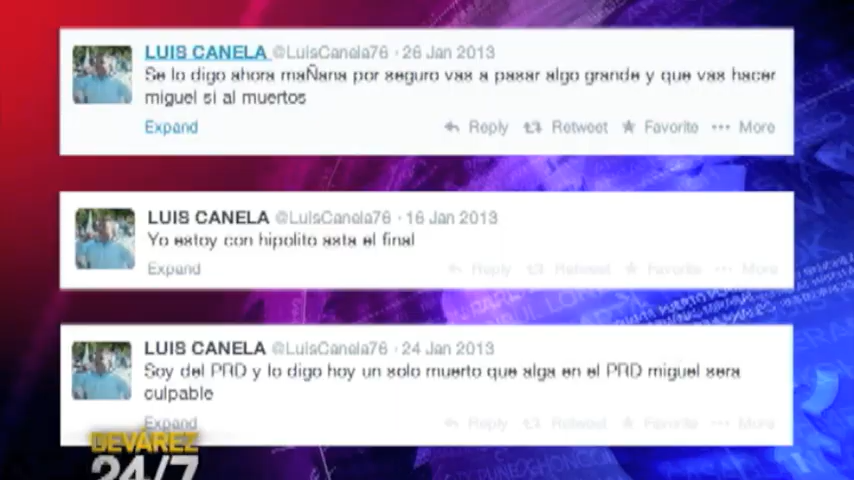 LUIS CANELA @LuisCanela76 · 26 Jan 2013
Se lo digo ahora maÑana por seguro vas a pasar algo grande y que vas hacer
miguel si al muertos
Expand Reply Retweet Favorite More
LUIS CANELA @LuisCanela76 · 16 Jan 2013
Yo estoy con hipolito asta el final
Expand Reply Retweet Favorite More
LUIS CANELA @LuisCanela76 · 24 Jan 2013
Soy del PRD y lo digo hoy un solo muerto que alga en el PRD miguel sera
culpable
Expand Reply Retweet Favorite More
DEVÁREZ
24/7